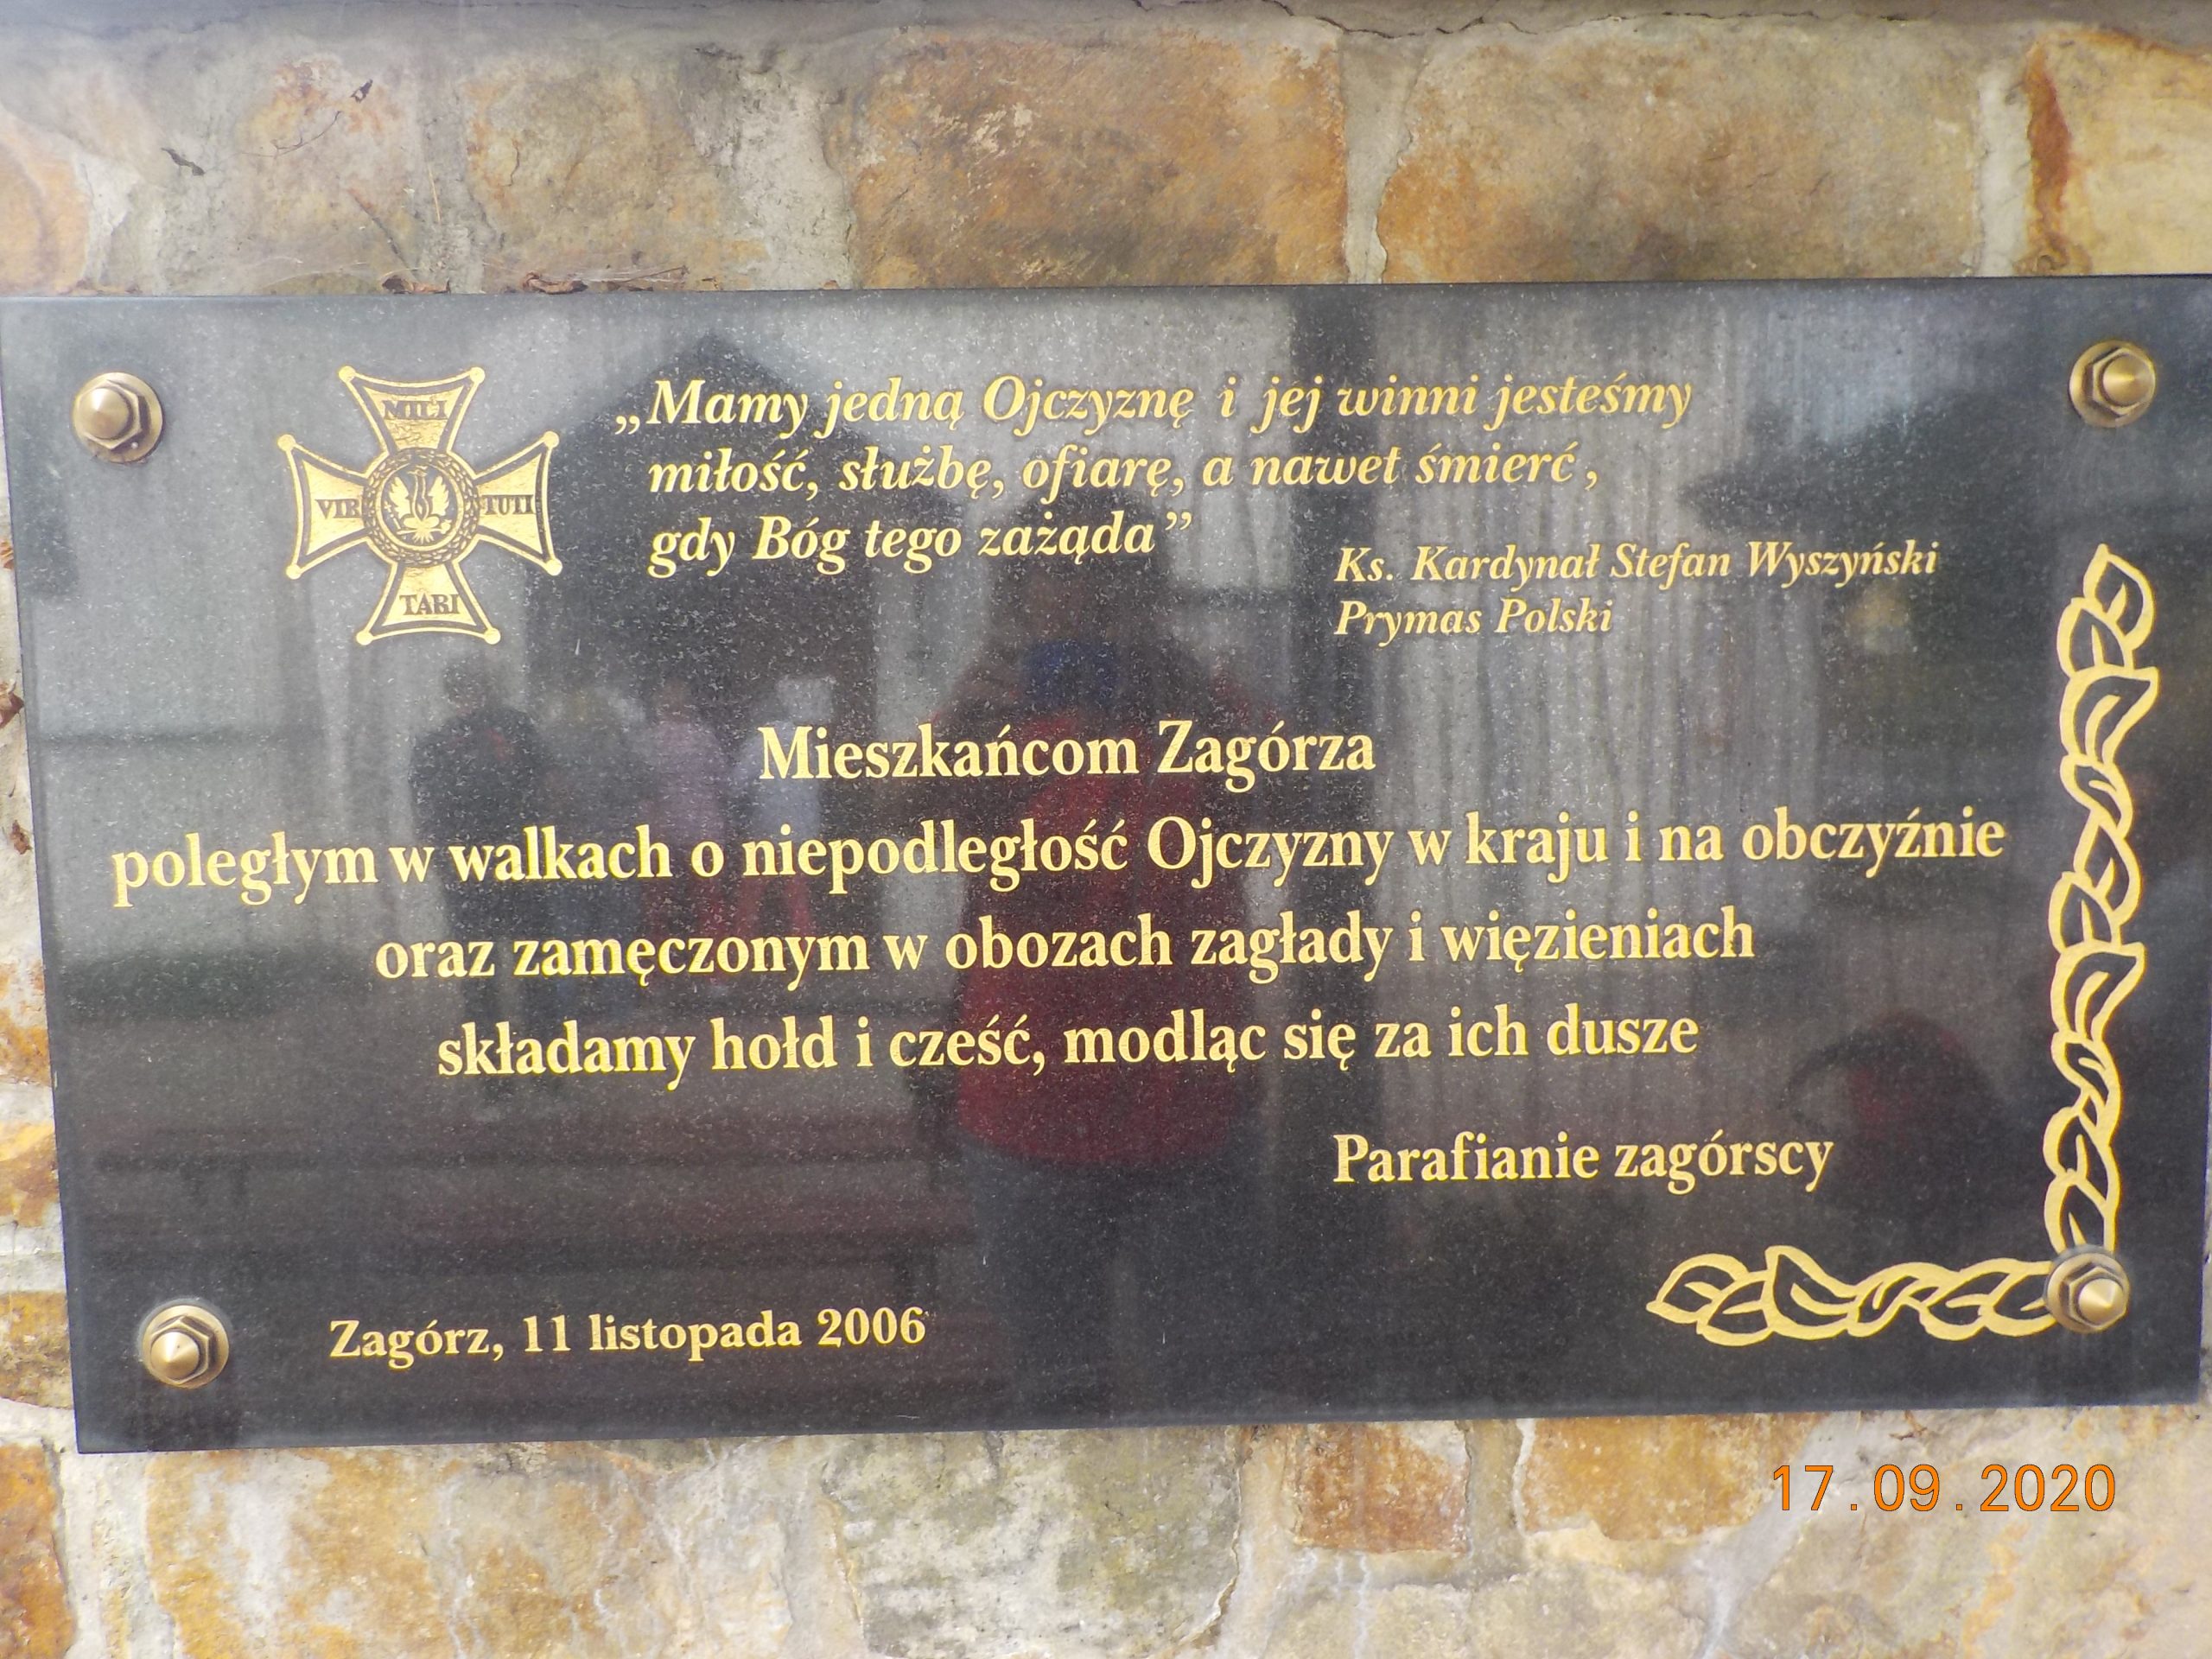 MILI
VIR TUTI
TARI
„Mamy jedną Ojczyznę i jej winni jesteśmy
miłość, służbę, ofiarę, a nawet śmierć,
gdy Bóg tego zażąda”
Ks. Kardynał Stefan Wyszyński
Prymas Polski
Mieszkańcom Zagórza
poległym w walkach o niepodległość Ojczyzny w kraju i na obczyźnie
oraz zamęczonym w obozach zagłady i więzieniach
składamy hołd i cześć, modląc się za ich dusze
Parafianie zagórscy
Zagórz, 11 listopada 2006
17.09.2020